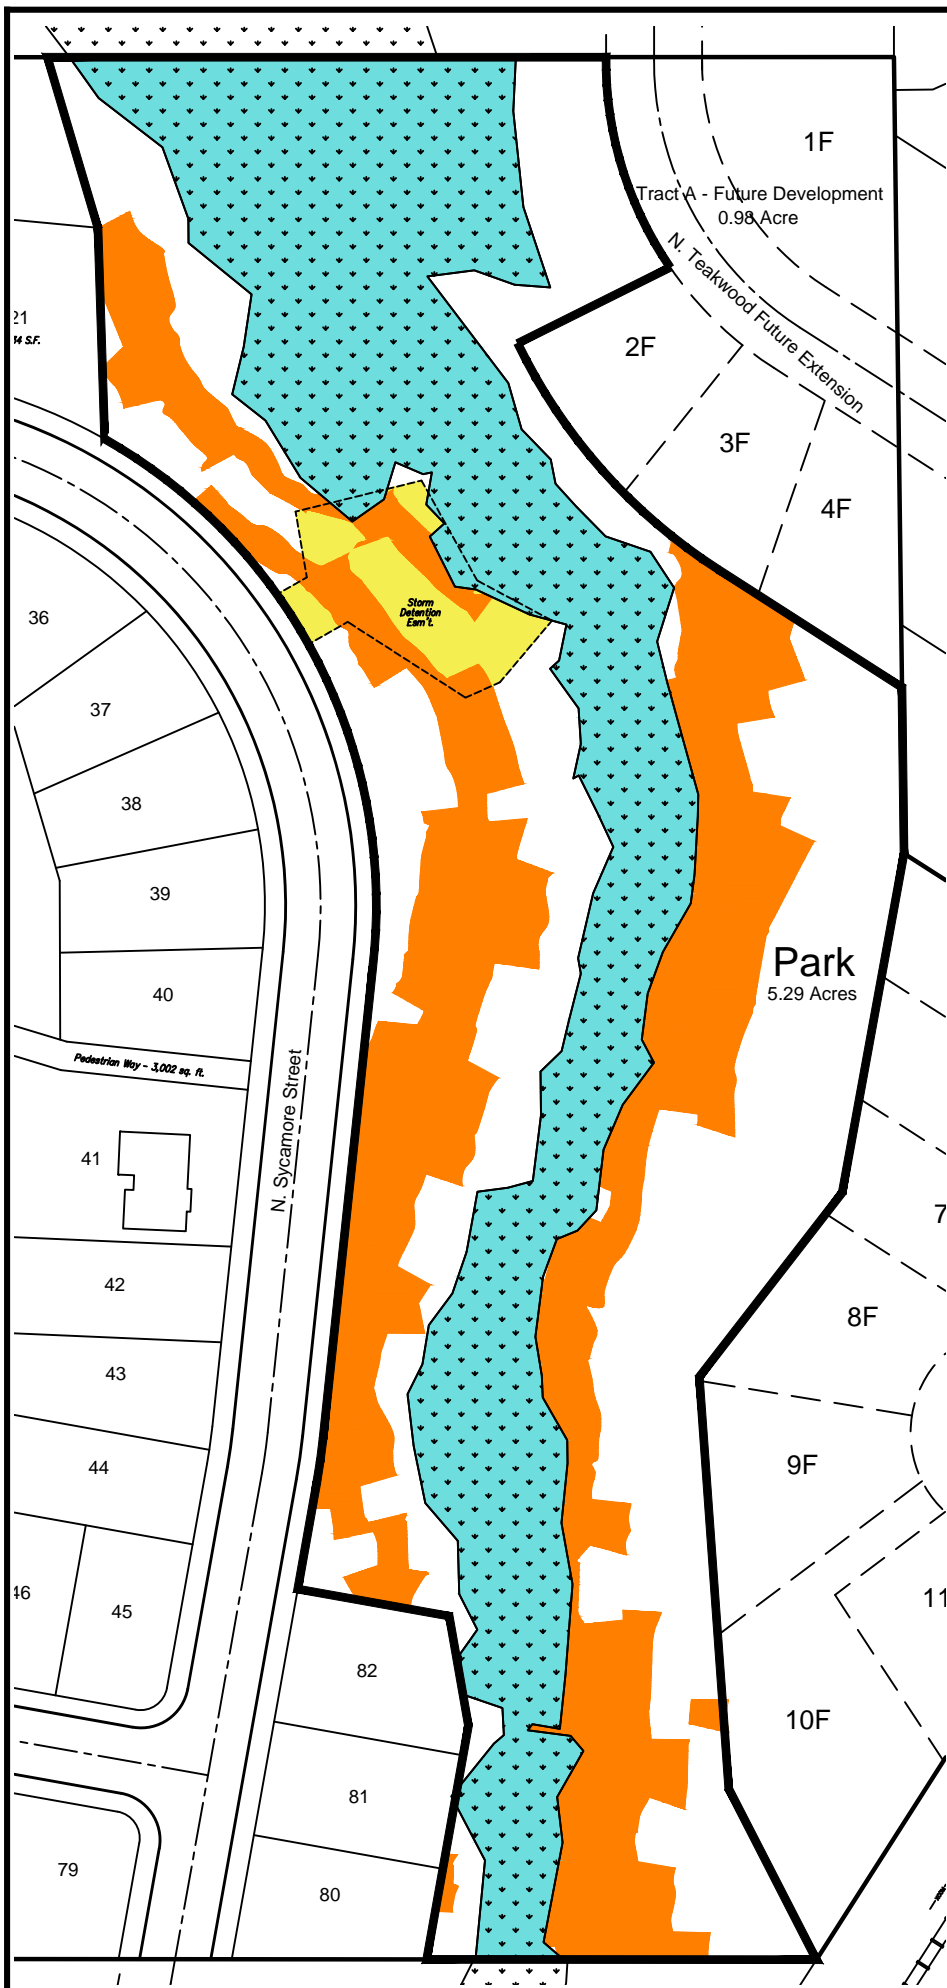 1F
Tract A - Future Development
0.98 Acre
N. Teakwood Future Extension
21
2F
3F
4F
Storm
Detention
Esm't.
36
37
38
39
40
Park
5.29 Acres
Pedestrian Way - 3,002 sq. ft.
N. Sycamore Street
41
42
43
44
45
46
7
8F
9F
10F
11
82
81
80
79